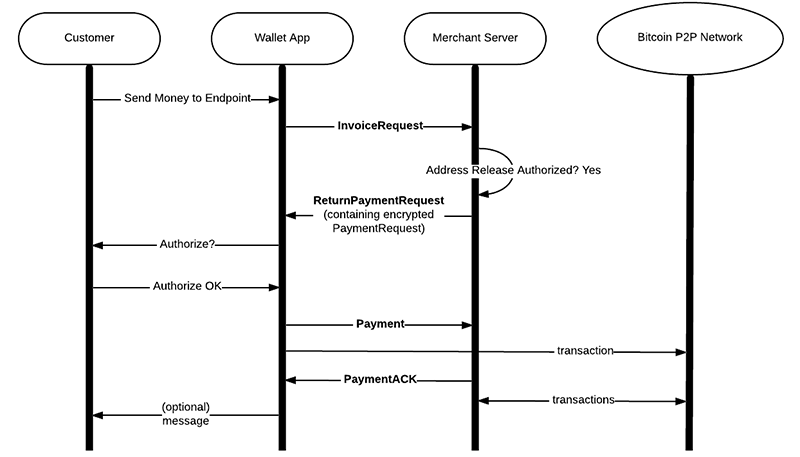 Customer
Wallet App
Merchant Server
Bitcoin P2P Network
Send Money to Endpoint
InvoiceRequest
Address Release Authorized? Yes
ReturnPaymentRequest
(containing encrypted
PaymentRequest)
Authorize?
Authorize OK
Payment
transaction
PaymentACK
transactions
(optional)
message